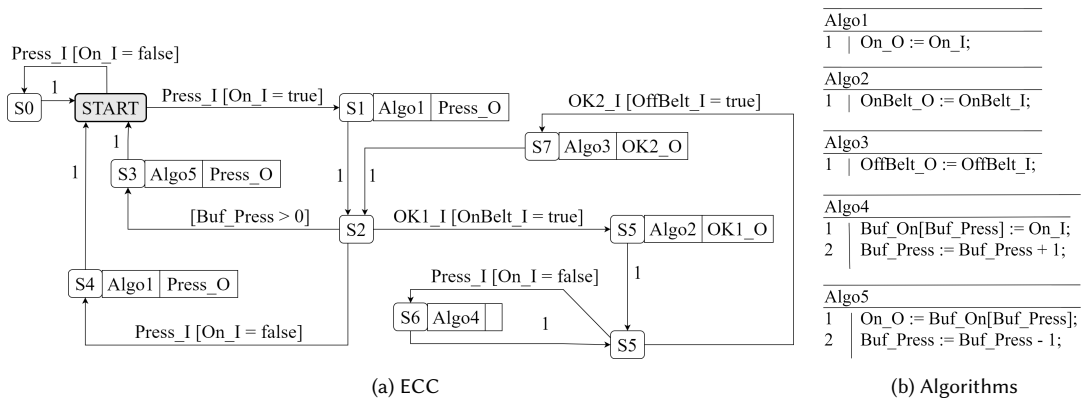 Press_I [On_I = false]
S0
1
START
Press_I [On_I = true]
S1 Algo1 Press_O
OK2_I [OffBelt_I = true]
S7 Algo3 OK2_O
1
1
S3 Algo5 Press_O
1
1
[Buf_Press > 0]
S2
OK1_I [OnBelt_I = true]
S5 Algo2 OK1_O
1
S4 Algo1 Press_O
Press_I [On_I = false]
Press_I [On_I = false]
S6 Algo4
1
S5
(a) ECC
Algo1
1 On_O := On_I;
Algo2
1 OnBelt_O := OnBelt_I;
Algo3
1 OffBelt_O := OffBelt_I;
Algo4
1 Buf_On[Buf_Press] := On_I;
2 Buf_Press := Buf_Press + 1;
Algo5
1 On_O := Buf_On[Buf_Press];
2 Buf_Press := Buf_Press - 1;
(b) Algorithms